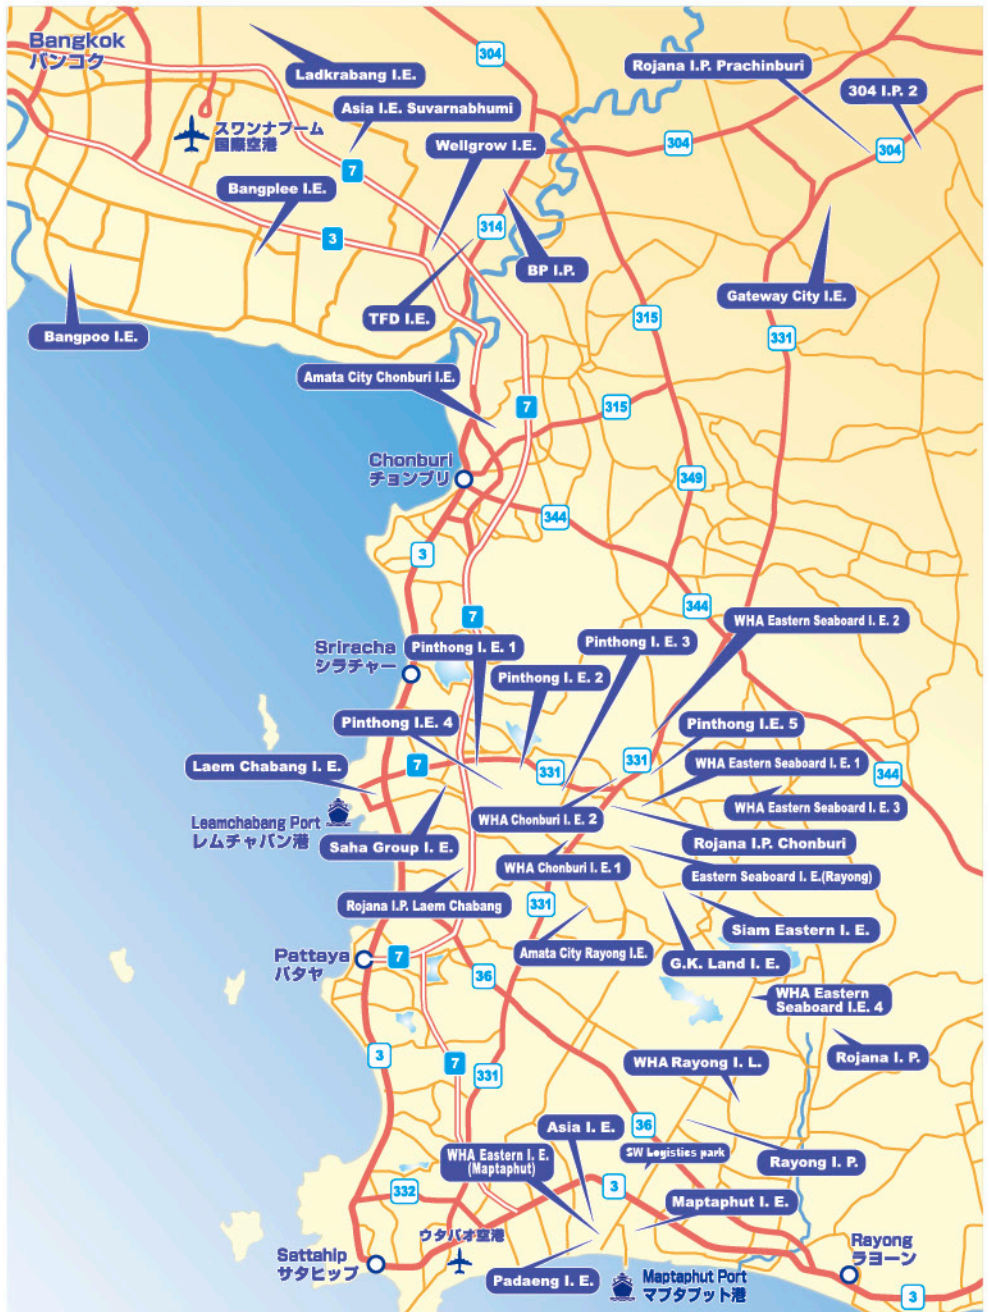 Bangkok
バンコク
304
Ladkrabang I.E.
Rojana I.P. Prachinburi
304 I.P. 2
Asia I.E. Suvarnabhumi
スワンナプーム
国際空港
Wellgrow I.E.
304
304
7
Bangplee I.E.
314
3
BP I.P.
Gateway City I.E.
TFD I.E.
315
Bangpoo I.E.
331
Amata City Chonburi I.E.
7
315
Chonburi
チョンブリ
349
344
3
344
7
WHA Eastern Seaboard I. E. 2
Sriracha
シラチャー
Pinthong I. E. 1
Pinthong I. E. 3
Pinthong I. E. 2
Pinthong I.E. 4
Pinthong I.E. 5
Laem Chabang I. E.
7
331
331
WHA Eastern Seaboard I. E. 1
344
WHA Eastern Seaboard I. E. 3
Leamchabang Port
レムチャバン港
WHA Chonburi I. E. 2
Saha Group I. E.
Rojana I.P. Chonburi
WHA Chonburi I. E. 1
Eastern Seaboard I. E.(Rayong)
Rojana I.P. Laem Chabang
331
Siam Eastern I. E.
Amata City Rayong I.E.
Pattaya
パタヤ
7
G.K. Land I. E.
36
WHA Eastern
Seaboard I.E. 4
3
7
331
WHA Rayong I. L.
Rojana I. P.
Asia I. E.
36
WHA Eastern I. E.
(Maptaphut)
SW Logistics park
Rayong I. P.
332
3
Maptaphut I. E.
ウタパオ空港
Sattahip
サタヒップ
Rayong
ラヨーン
Padaeng I. E.
Maptaphut Port
マプタプット港
3